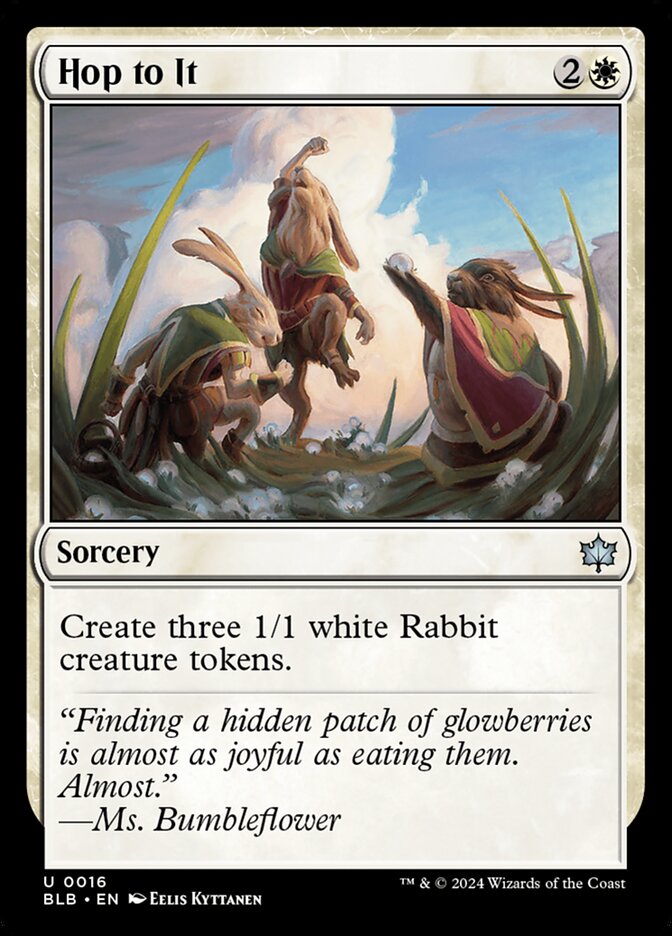 Hop to It 2
Sorcery
Create three 1/1 white Rabbit
creature tokens.
“Finding a hidden patch of glowberries
is almost as joyful as eating them.
Almost.”
—Ms. Bumbleflower
U 0016
BLB • EN Eelis Kyttanen
™ & © 2024 Wizards of the Coast